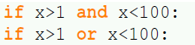 if x>1 and x<100:
if x>1 or x<100: